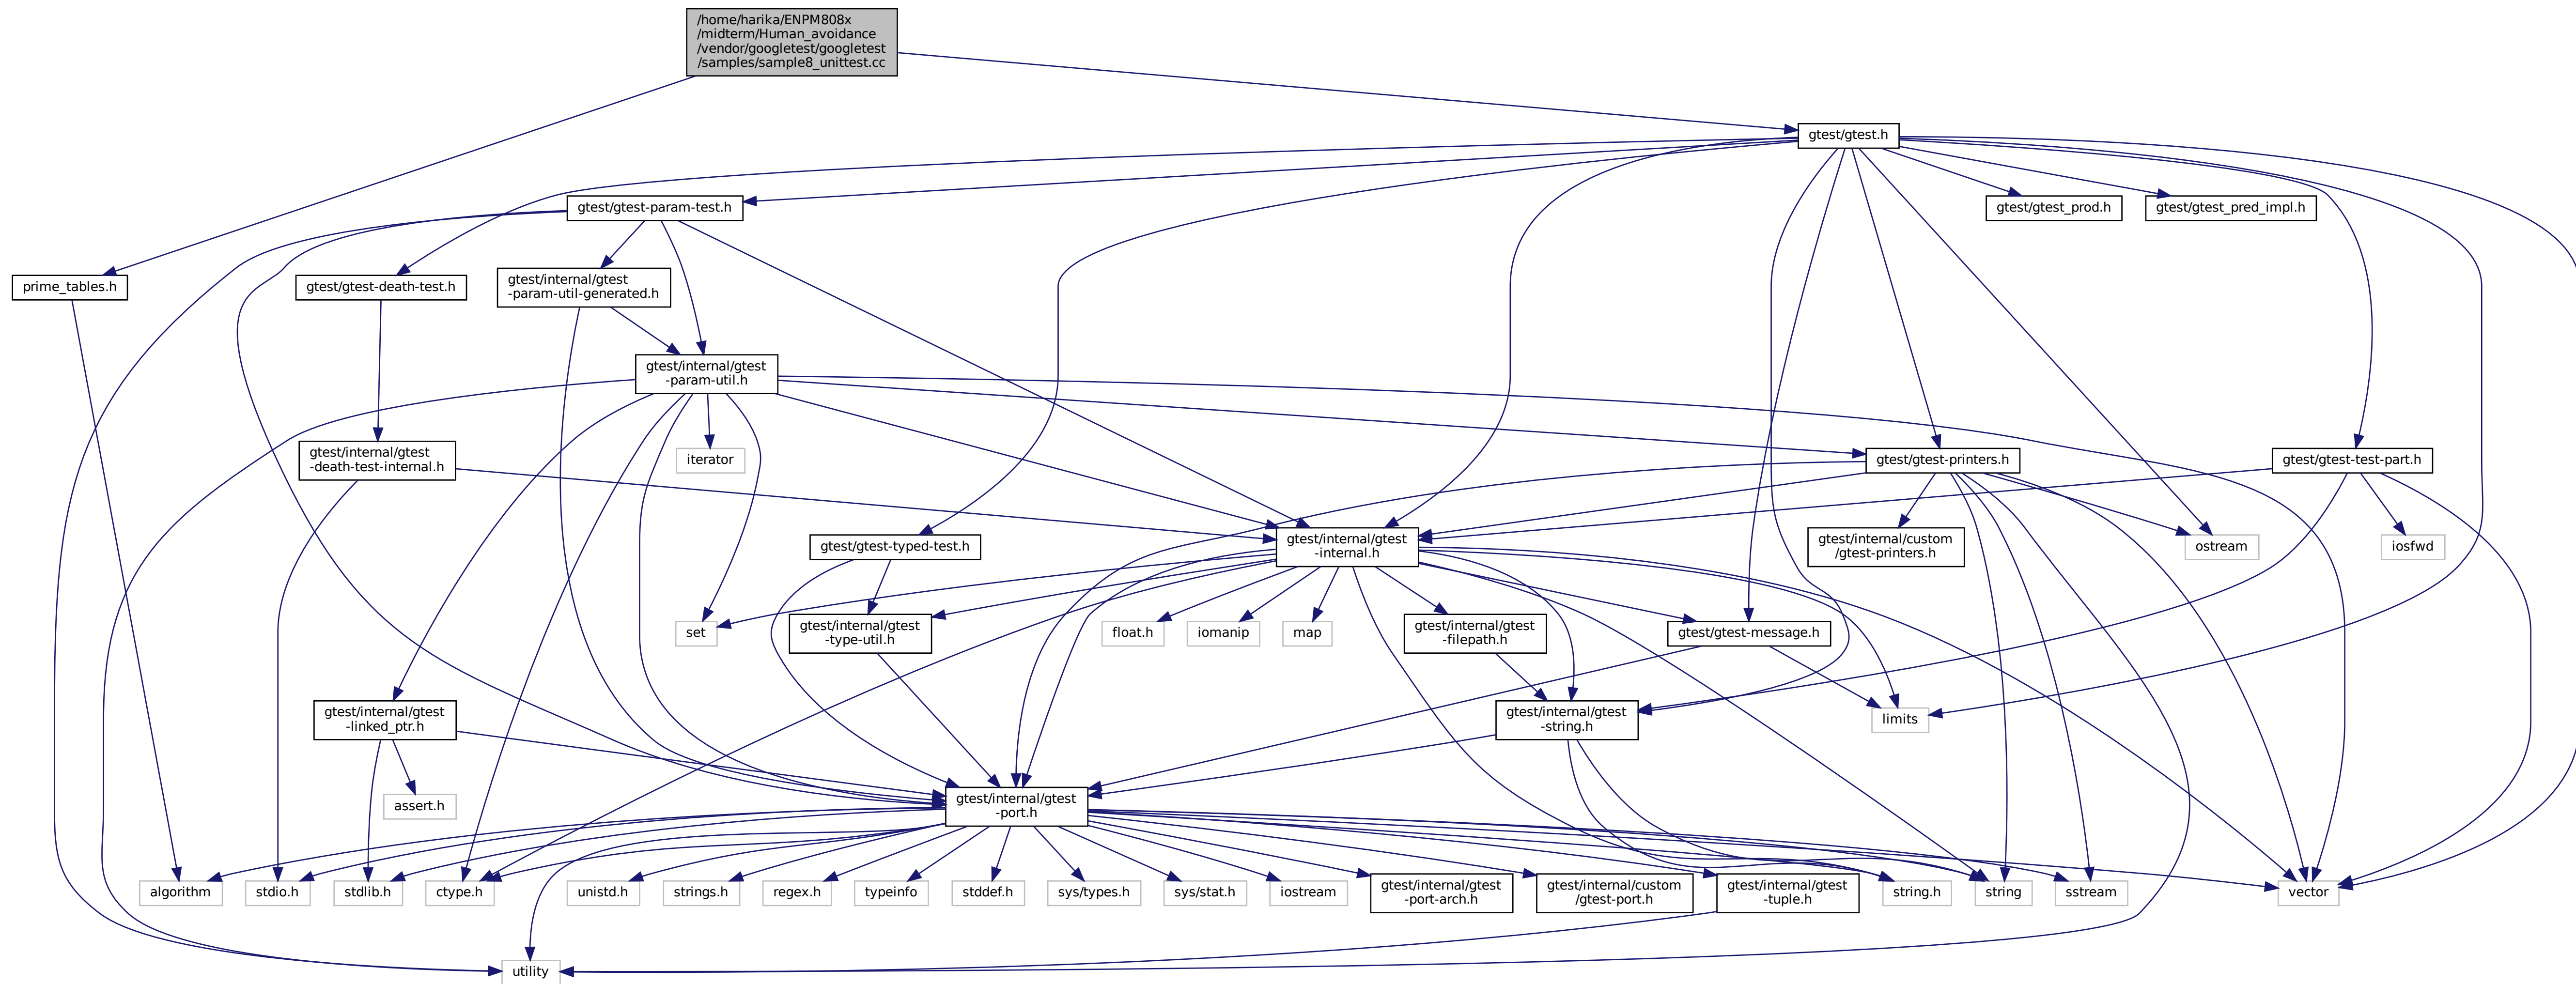 /home/harika/ENPM808x
/midterm/Human_avoidance
/vendor/googletest/googletest
/samples/sample8_unittest.cc
gtest/gtest.h
gtest/gtest-param-test.h
gtest/gtest_prod.h
gtest/gtest_pred_impl.h
prime_tables.h
gtest/gtest-death-test.h
gtest/internal/gtest
-param-util-generated.h
gtest/internal/gtest
-param-util.h
gtest/internal/gtest
-death-test-internal.h
iterator
gtest/gtest-printers.h
gtest/gtest-test-part.h
gtest/gtest-typed-test.h
gtest/internal/gtest
-internal.h
gtest/internal/custom
/gtest-printers.h
ostream
iosfwd
set
gtest/internal/gtest
-type-util.h
float.h
iomanip
map
gtest/internal/gtest
-filepath.h
gtest/gtest-message.h
gtest/internal/gtest
-linked_ptr.h
gtest/internal/gtest
-string.h
limits
assert.h
gtest/internal/gtest
-port.h
algorithm
stdio.h
stdlib.h
ctype.h
unistd.h
strings.h
regex.h
typeinfo
stddef.h
sys/types.h
sys/stat.h
iostream
gtest/internal/gtest
-port-arch.h
gtest/internal/custom
/gtest-port.h
gtest/internal/gtest
-tuple.h
string.h
string
sstream
vector
utility